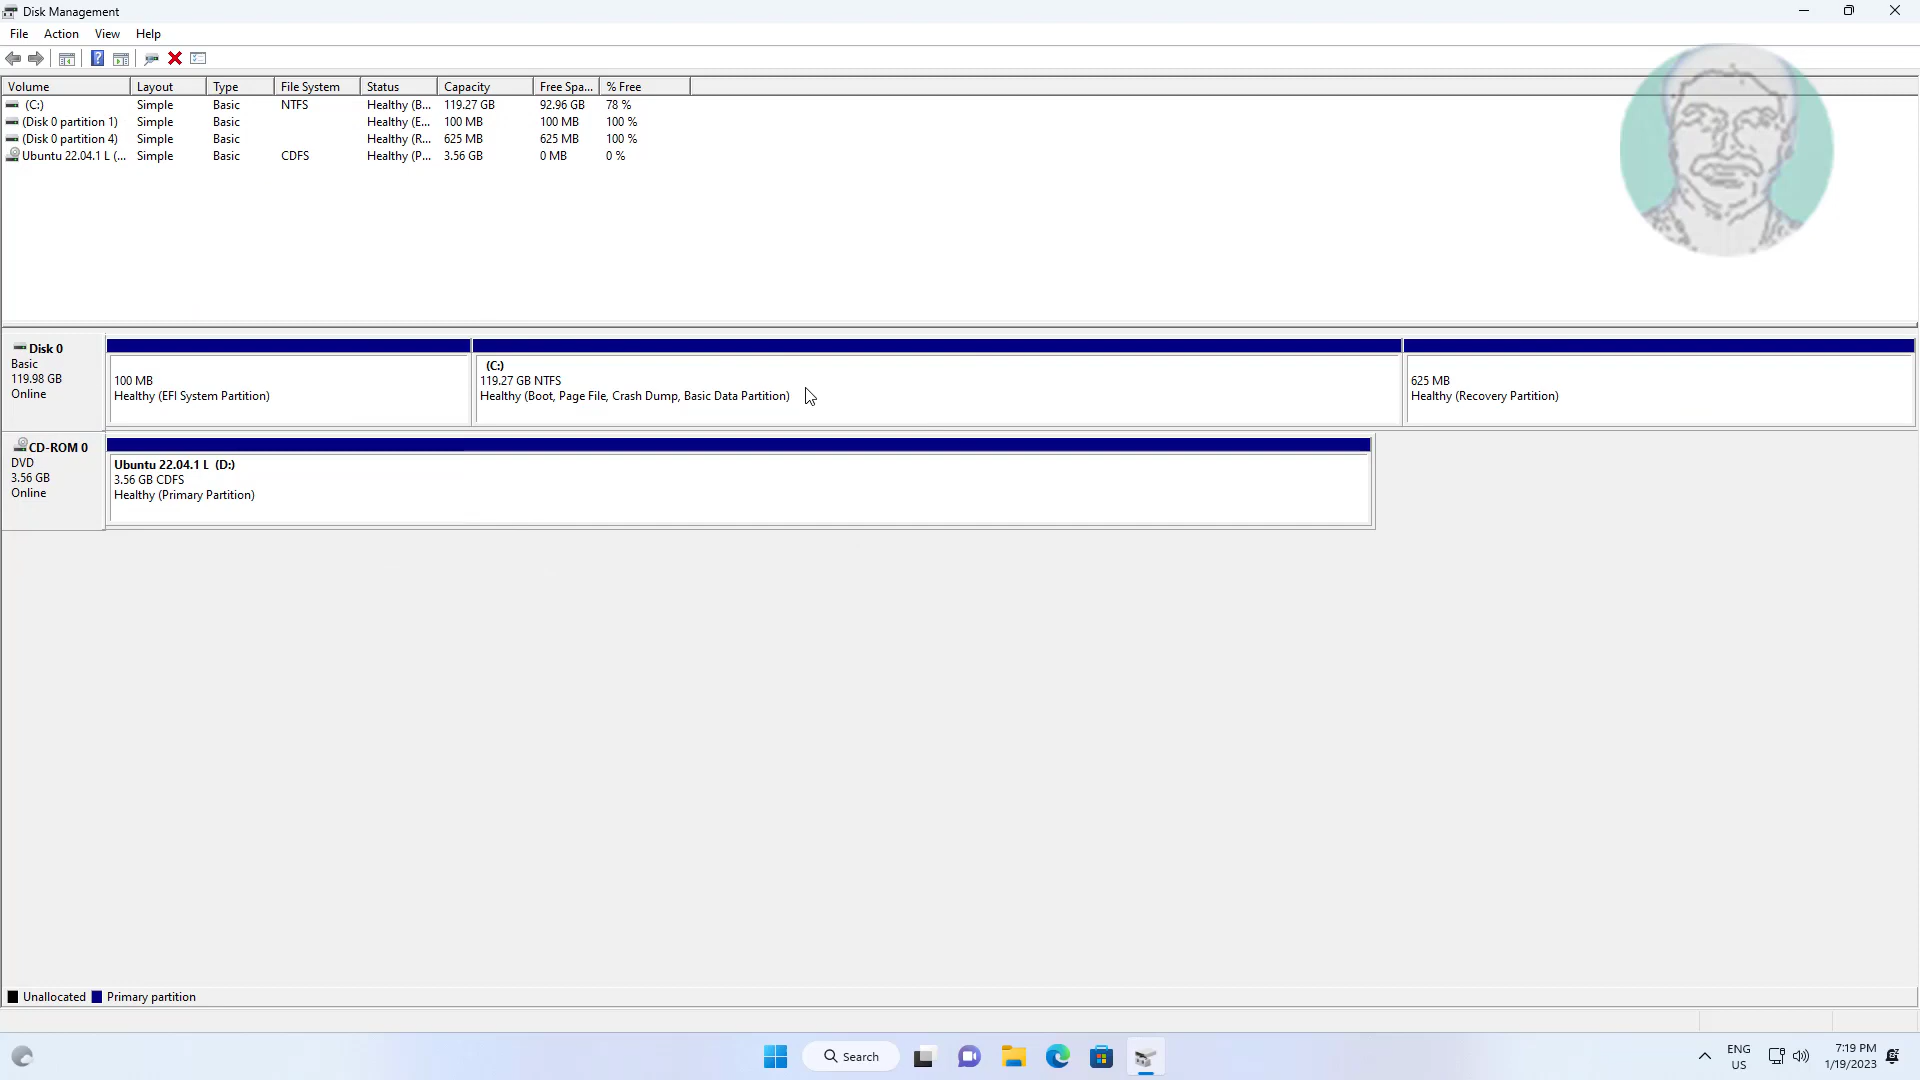 Disk Management
File Action View Help
Volume Layout Type File System Status Capacity Free Spa... % Free
(C:) Simple Basic NTFS Healthy (B... 119.27 GB 92.96 GB 78 %
(Disk 0 partition 1) Simple Basic Healthy (E... 100 MB 100 MB 100 %
(Disk 0 partition 4) Simple Basic Healthy (R... 625 MB 625 MB 100 %
Ubuntu 22.04.1 L (... Simple Basic CDFS Healthy (P... 3.56 GB 0 MB 0 %
Disk 0
Basic
119.98 GB
Online
100 MB
Healthy (EFI System Partition)
(C:)
119.27 GB NTFS
Healthy (Boot, Page File, Crash Dump, Basic Data Partition)
625 MB
Healthy (Recovery Partition)
CD-ROM 0
DVD
3.56 GB
Online
Ubuntu 22.04.1 L (D:)
3.56 GB CDFS
Healthy (Primary Partition)
Unallocated Primary partition
Search
ENG
US
7:19 PM
1/19/2023